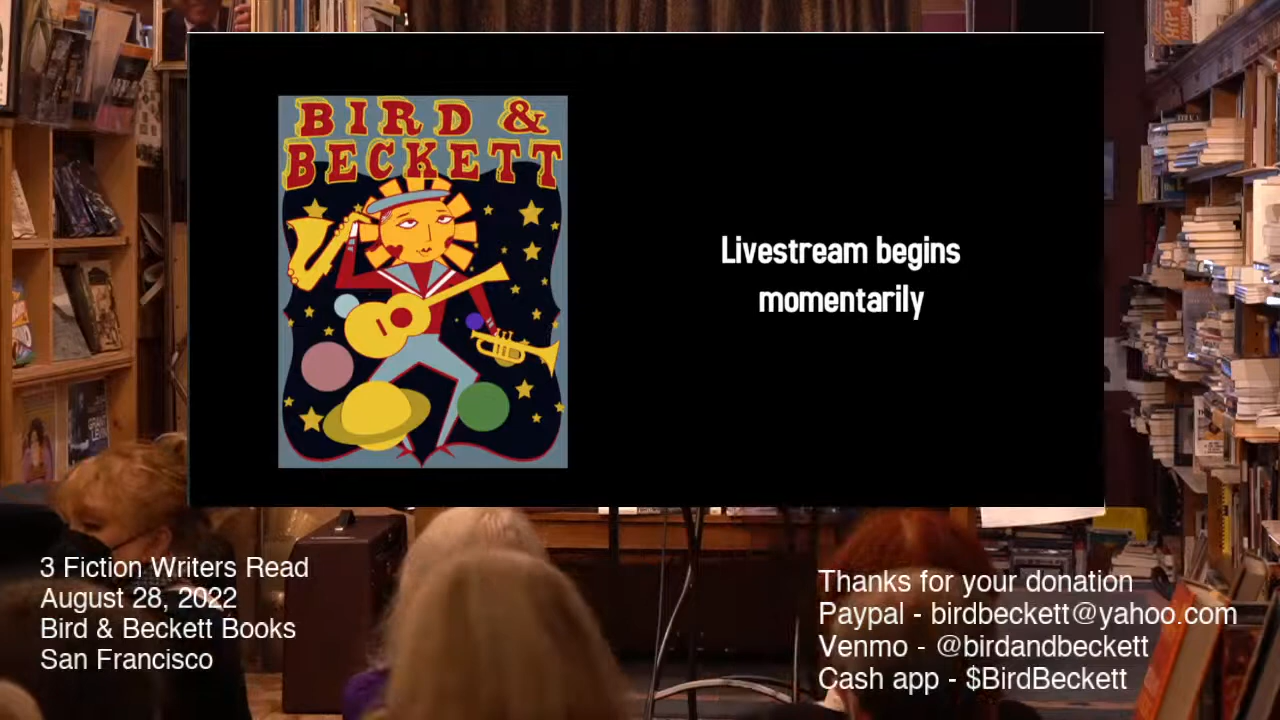 BIRD &
BECKETT
Livestream begins
momentarily
3 Fiction Writers Read
August 28, 2022
Bird & Beckett Books
San Francisco
Thanks for your donation
Paypal - birdbeckett@yahoo.com
Venmo - @birdandbeckett
Cash app - $BirdBeckett